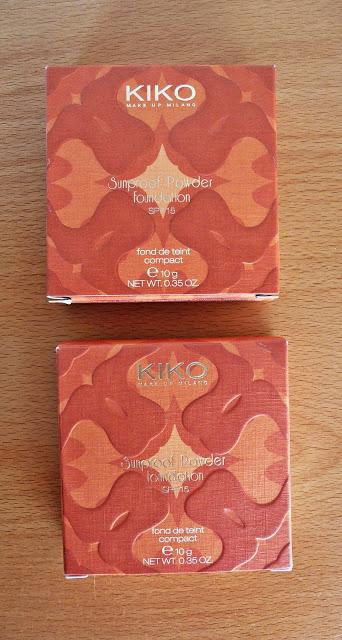 KIKO
MAKE UP MILANO
Sunproof Powder
foundation
SPF 15
fond de teint
compact
e 10 g
NET WT. 0.35 OZ.
KIKO
MAKE UP MILANO
Sunproof Powder
foundation
SPF 15
fond de teint
compact
e 10 g
NET WT. 0.35 OZ.